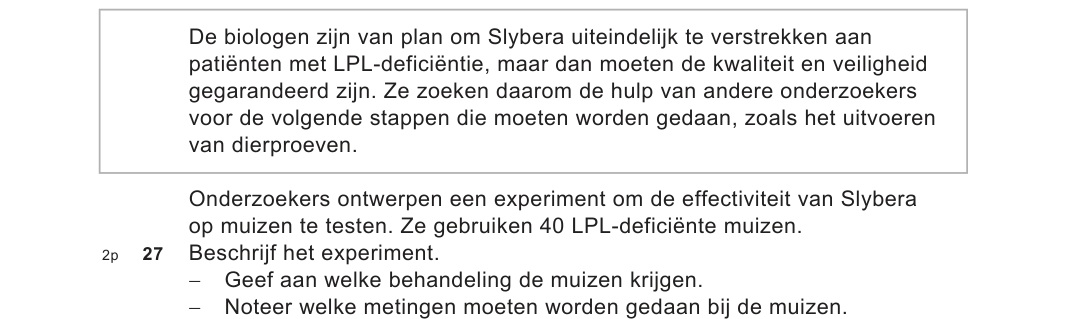 De biologen zijn van plan om Slybera uiteindelijk te verstrekken aan
patiënten met LPL-deficiëntie, maar dan moeten de kwaliteit en veiligheid
gegarandeerd zijn. Ze zoeken daarom de hulp van andere onderzoekers
voor de volgende stappen die moeten worden gedaan, zoals het uitvoeren
van dierproeven.
Onderzoekers ontwerpen een experiment om de effectiviteit van Slybera
op muizen te testen. Ze gebruiken 40 LPL-deficiënte muizen.
2p 27 Beschrijf het experiment.
– Geef aan welke behandeling de muizen krijgen.
– Noteer welke metingen moeten worden gedaan bij de muizen.